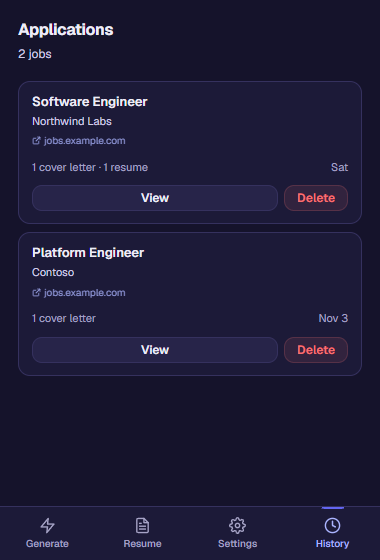 Applications
2 jobs
Software Engineer
Northwind Labs
jobs.example.com
1 cover letter · 1 resume Sat
View Delete
Platform Engineer
Contoso
jobs.example.com
1 cover letter Nov 3
View Delete
Generate Resume Settings History